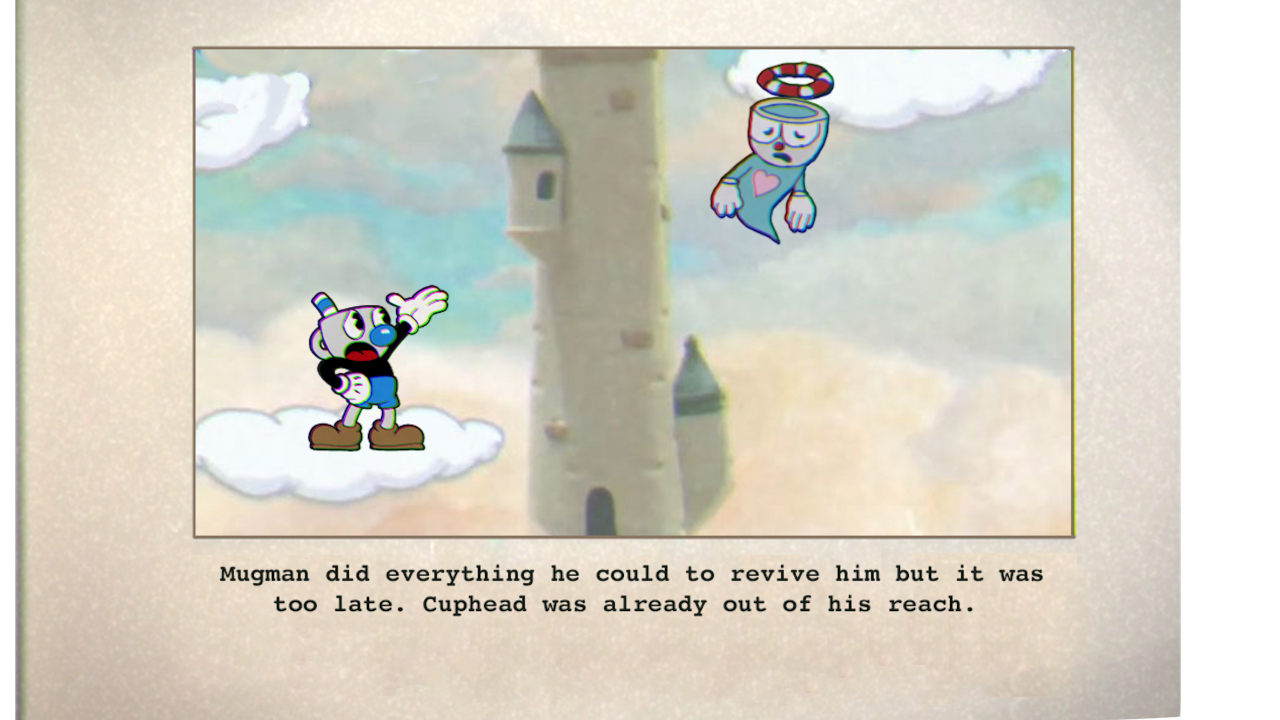 Mugman did everything he could to revive him but it was
too late. Cuphead was already out of his reach.